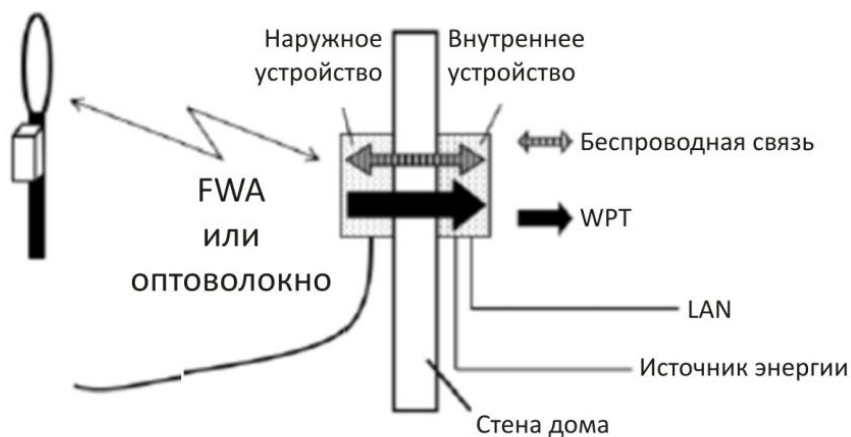 Наружное
устройство
Внутреннее
устройство
Беспроводная связь
FWA
или
оптоволокно
WPT
LAN
Источник энергии
Стена дома